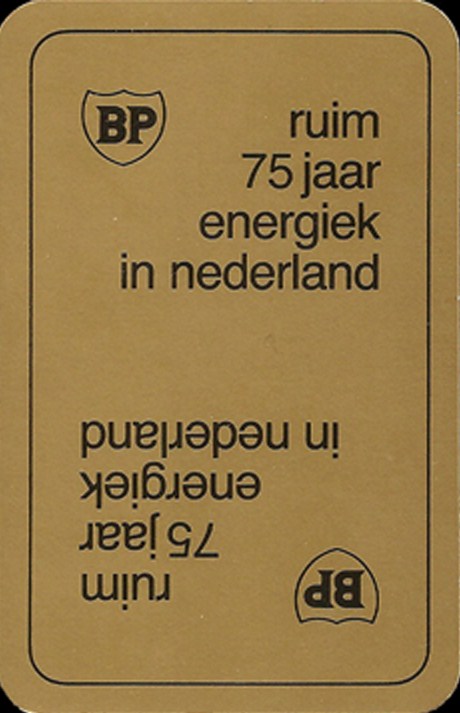 BP
ruim
75 jaar
energiek
in nederland
BP
ruim
75 jaar
energiek
in nederland